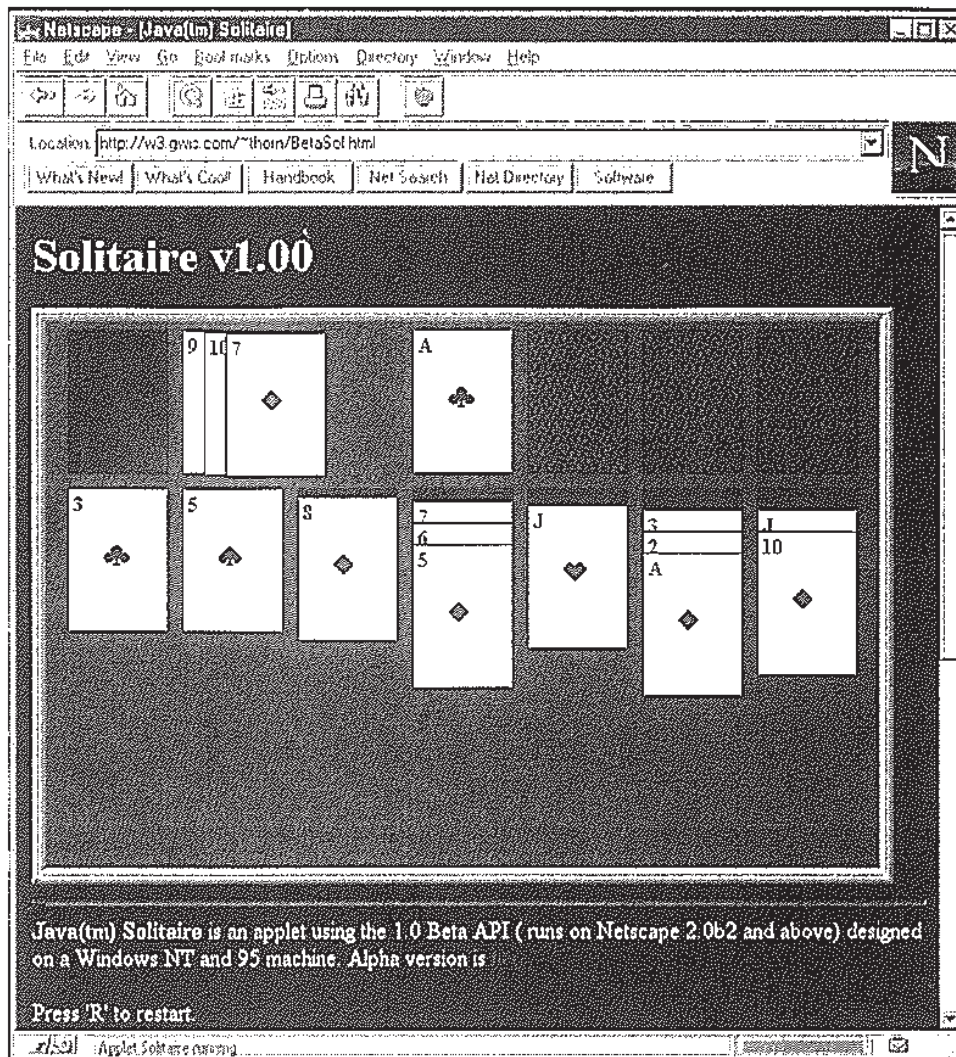 Netscape - [Java(tm) Solitaire]
File Edit View Go Bookmarks Options Directory Window Help
Location: http://w3.gwis.com/~thorn/BetaSol.html
What's New! What's Cool! Handbook Net Search Net Directory Software
N
Solitaire v1.00
9 10 7 A
3 5 8 7 J 3 J
6 2 10
5 A
Java(tm) Solitaire is an applet using the 1.0 Beta API ( runs on Netscape 2.0b2 and above) designed
on a Windows NT and 95 machine. Alpha version is
Press 'R' to restart.
Applet Solitaire running